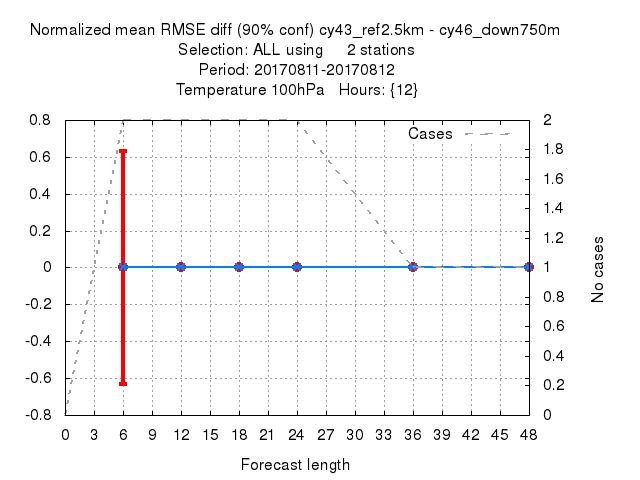 Normalized mean RMSE diff (90% conf) cy43_ref2.5km - cy46_down750m
Selection: ALL using 2 stations
Period: 20170811-20170812
Temperature 100hPa Hours: {12}
Cases
0.8
0.6
0.4
0.2
0
-0.2
-0.4
-0.6
-0.8
2
1.8
1.6
1.4
1.2
1
0.8
0.6
0.4
0.2
0
No cases
0 3 6 9 12 15 18 21 24 27 30 33 36 39 42 45 48
Forecast length